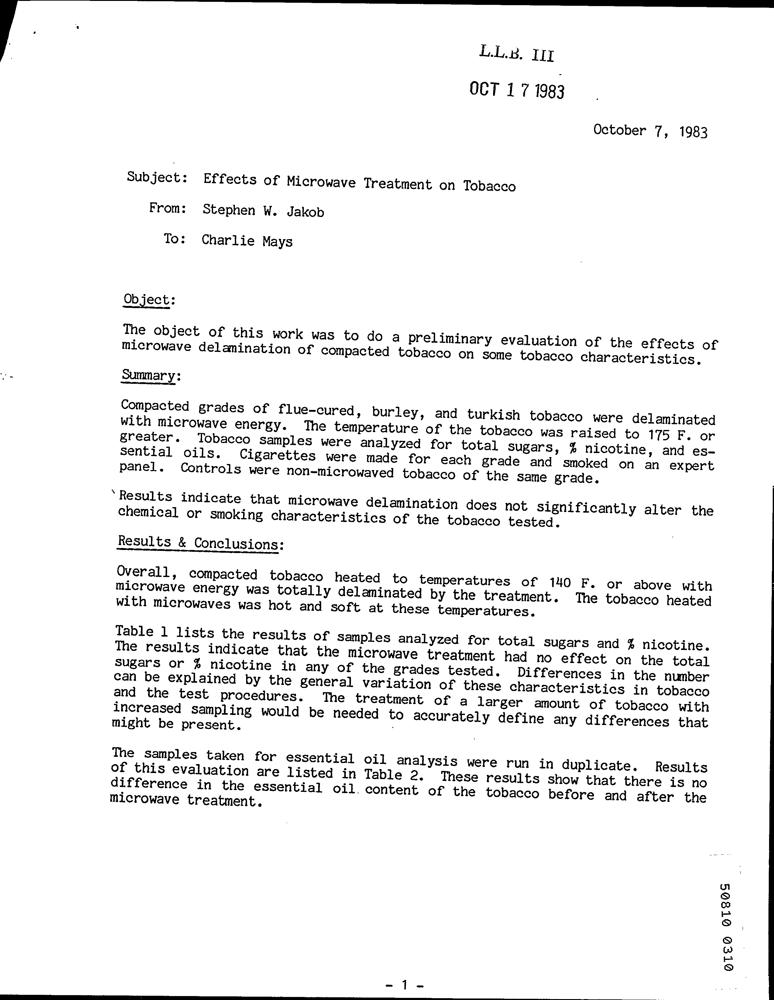 L.L.B. III
OCT 17 1983
October 7, 1983
Subject: Effects of Microwave Treatment on Tobacco
From: Stephen W. Jakob
To: Charlie Mays
Object:
The object of this work was to do a preliminary evaluation of the effects of
microwave delamination of compacted tobacco on some tobacco characteristics.
Summary:
Compacted grades of flue-cured, burley, and turkish tobacco were delaminated
with microwave energy. The temperature of the tobacco was raised to 175 F. or
greater. Tobacco samples were analyzed for total sugars, % nicotine, and es-
sential oils. Cigarettes were made for each grade and smoked on an expert
panel. Controls were non-microwaved tobacco of the same grade.
Results indicate that microwave delamination does not significantly alter the
chemical or smoking characteristics of the tobacco tested.
Results & Conclusions:
Overall, compacted tobacco heated to temperatures of 140 F. or above with
microwave energy was totally delaminated by the treatment. The tobacco heated
with microwaves was hot and soft at these temperatures.
Table 1 lists the results of samples analyzed for total sugars and % nicotine.
The results indicate that the microwave treatment had no effect on the total
sugars or % nicotine in any of the grades tested. Differences in the number
can be explained by the general variation of these characteristics in tobacco
and the test procedures. The treatment of a larger amount of tobacco with
increased sampling would be needed to accurately define any differences that
might be present.
The samples taken for essential oil analysis were run in duplicate. Results
of this evaluation are listed in Table 2. These results show that there is no
difference in the essential oil content of the tobacco before and after the
microwave treatment.
50810 0310
- 1 -